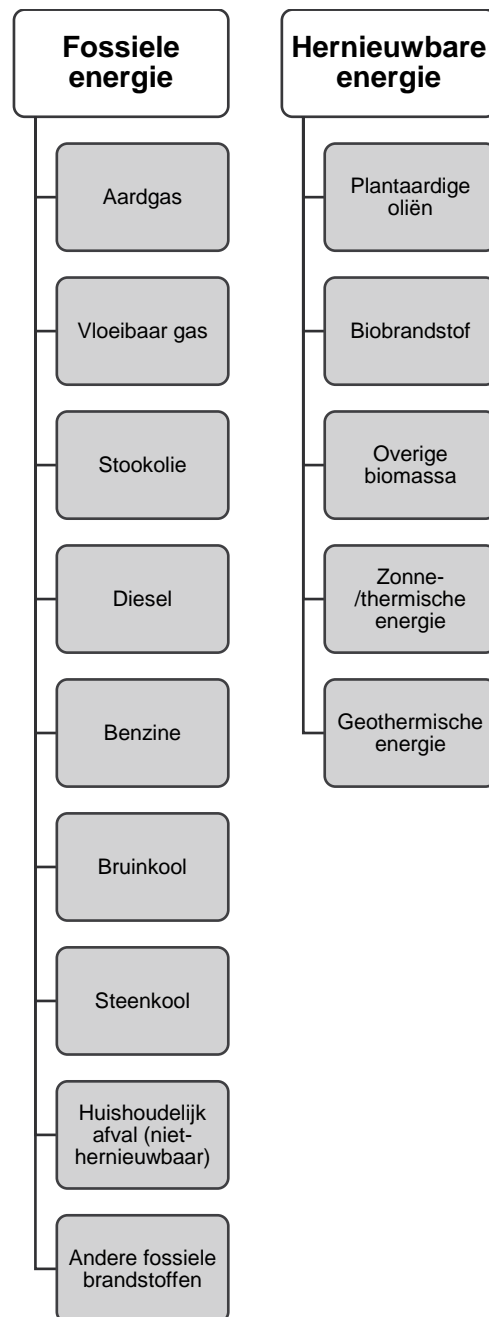 Fossiele
energie
Aardgas
Vloeibaar gas
Stookolie
Diesel
Benzine
Bruinkool
Steenkool
Huishoudelijk
afval (niet-
hernieuwbaar)
Andere fossiele
brandstoffen
Hernieuwbare
energie
Plantaardige
oliën
Biobrandstof
Overige
biomassa
Zonne-
/thermische
energie
Geothermische
energie